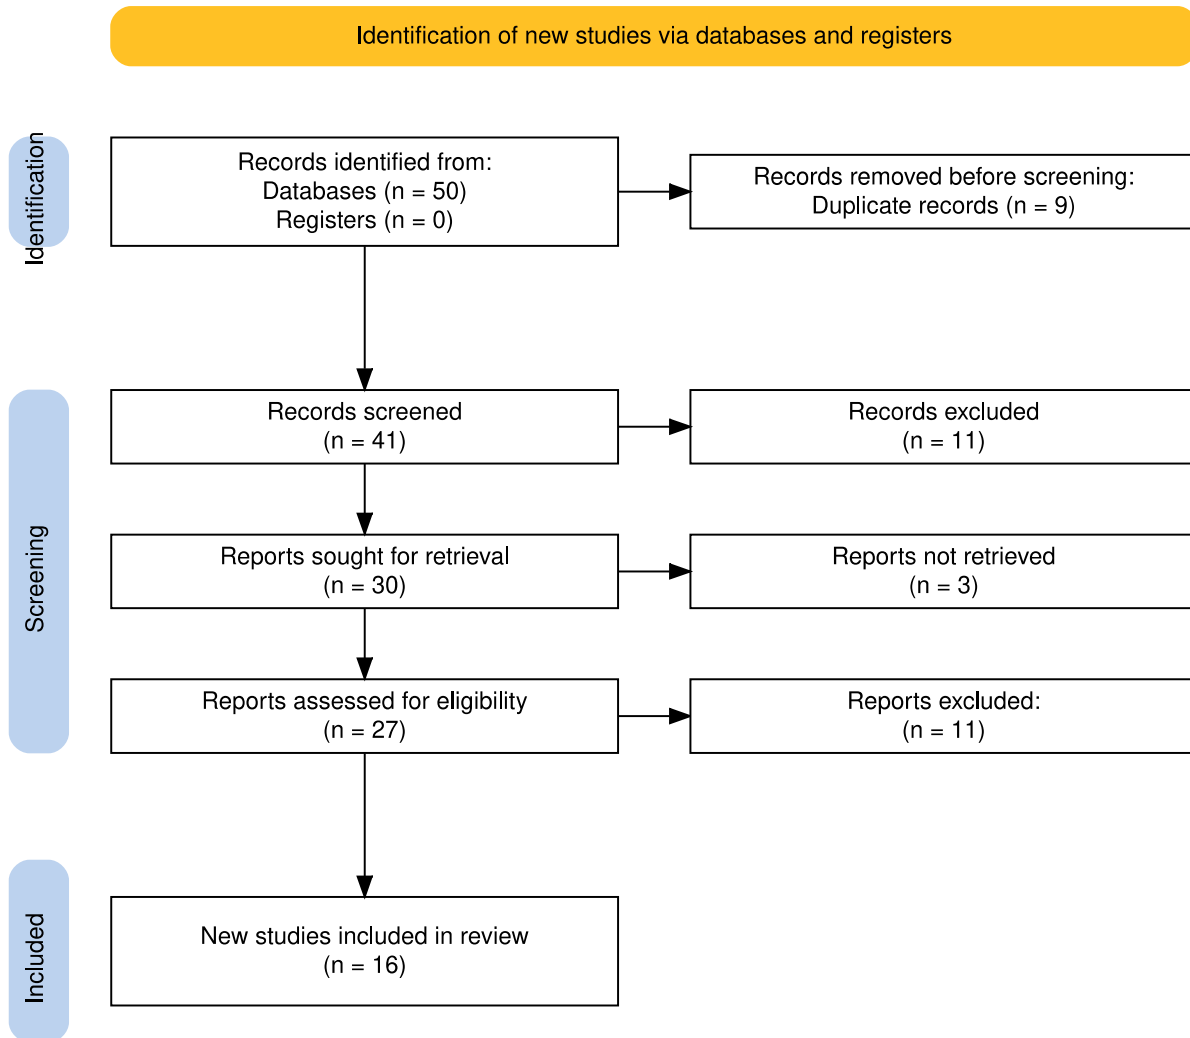 Identification of new studies via databases and registers
Identification
Records identified from:
Databases (n = 50)
Registers (n = 0)
Records removed before screening:
Duplicate records (n = 9)
Screening
Records screened
(n = 41)
Records excluded
(n = 11)
Reports sought for retrieval
(n = 30)
Reports not retrieved
(n = 3)
Reports assessed for eligibility
(n = 27)
Reports excluded:
(n = 11)
Included
New studies included in review
(n = 16)